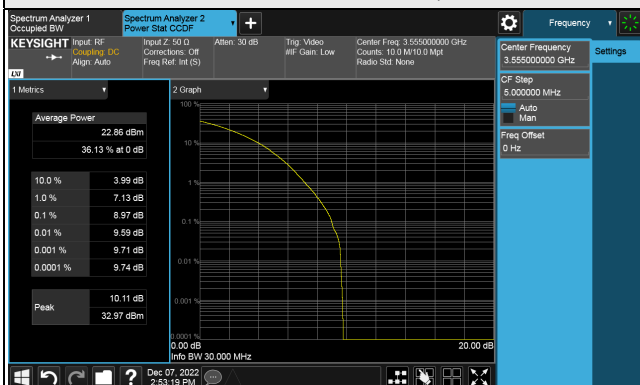 Spectrum Analyzer 1
Occupied BW
Spectrum Analyzer 2
Power Stat CCDF
Frequency
KEYSIGHT
LXI
Input: RF
Coupling: DC
Align: Auto
Input Z: 50 Ω
Corrections: Off
Freq Ref: Int (S)
Atten: 30 dB
Trig: Video
#IF Gain: Low
Center Freq: 3.555000000 GHz
Counts: 10.0 M/10.0 Mpt
Radio Std: None
Center Frequency
3.555000000 GHz
Settings
CF Step
5.000000 MHz
Auto
Man
Freq Offset
0 Hz
1 Metrics
Average Power
22.86 dBm
36.13 % at 0 dB
10.0 % 3.99 dB
1.0 % 7.13 dB
0.1 % 8.97 dB
0.01 % 9.59 dB
0.001 % 9.71 dB
0.0001 % 9.74 dB
Peak
10.11 dB
32.97 dBm
2 Graph
100 %
10 %
1 %
0.1 %
0.01 %
0.001 %
0.0001 %
0.00 dB
20.00 dB
Info BW 30.000 MHz
?
Dec 07, 2022
2:53:19 PM